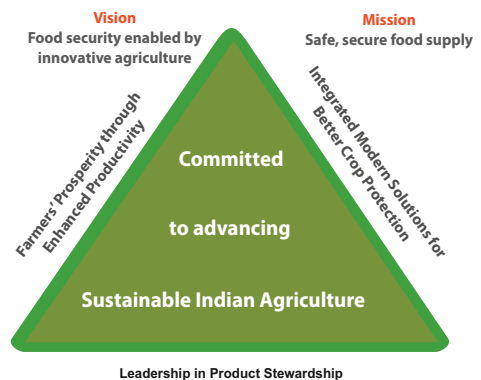 Vision
Food security enabled by
innovative agriculture
Mission
Safe, secure food supply
Farmers' Prosperity through
Enhanced Productivity
Integrated Modern Solutions for
Better Crop Protection
Committed
to advancing
Sustainable Indian Agriculture
Leadership in Product Stewardship